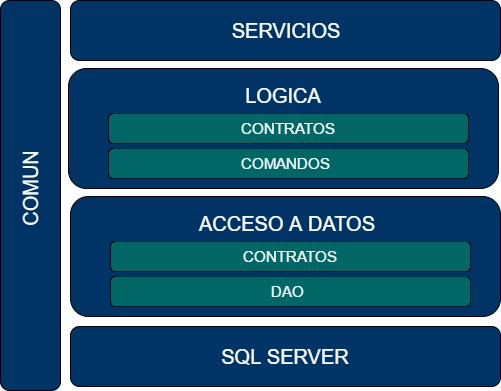 COMUN
SERVICIOS
LOGICA
CONTRATOS
COMANDOS
ACCESO A DATOS
CONTRATOS
DAO
SQL SERVER